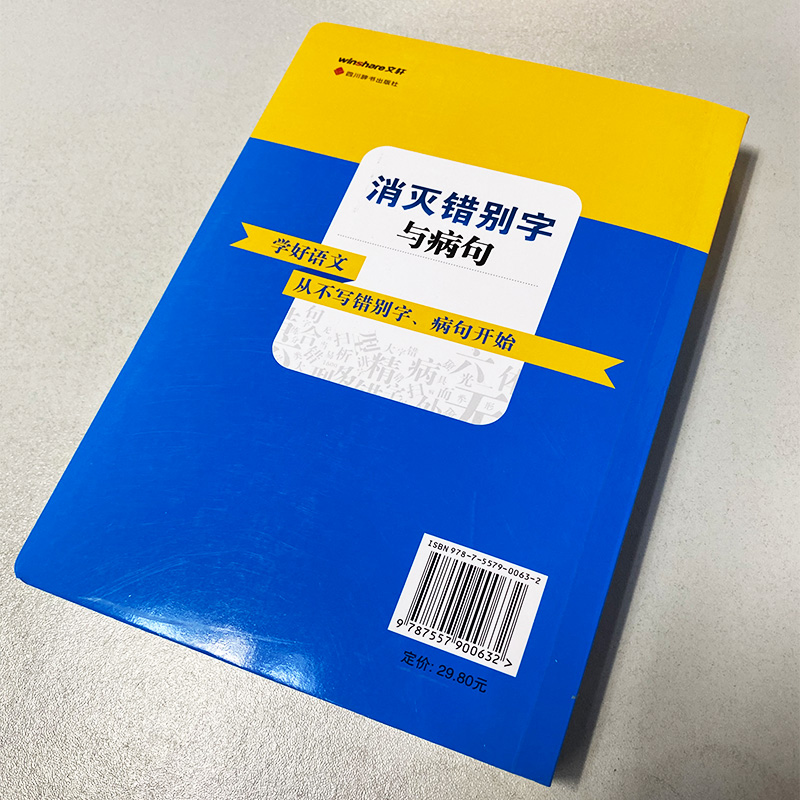 winshare文轩
四川辞书出版社
消灭错别字
与病句
学好语文
从不写错别字、病句开始
ISBN 978-7-5579-0063-2
9 787557 900632 >
定价: 29.80元